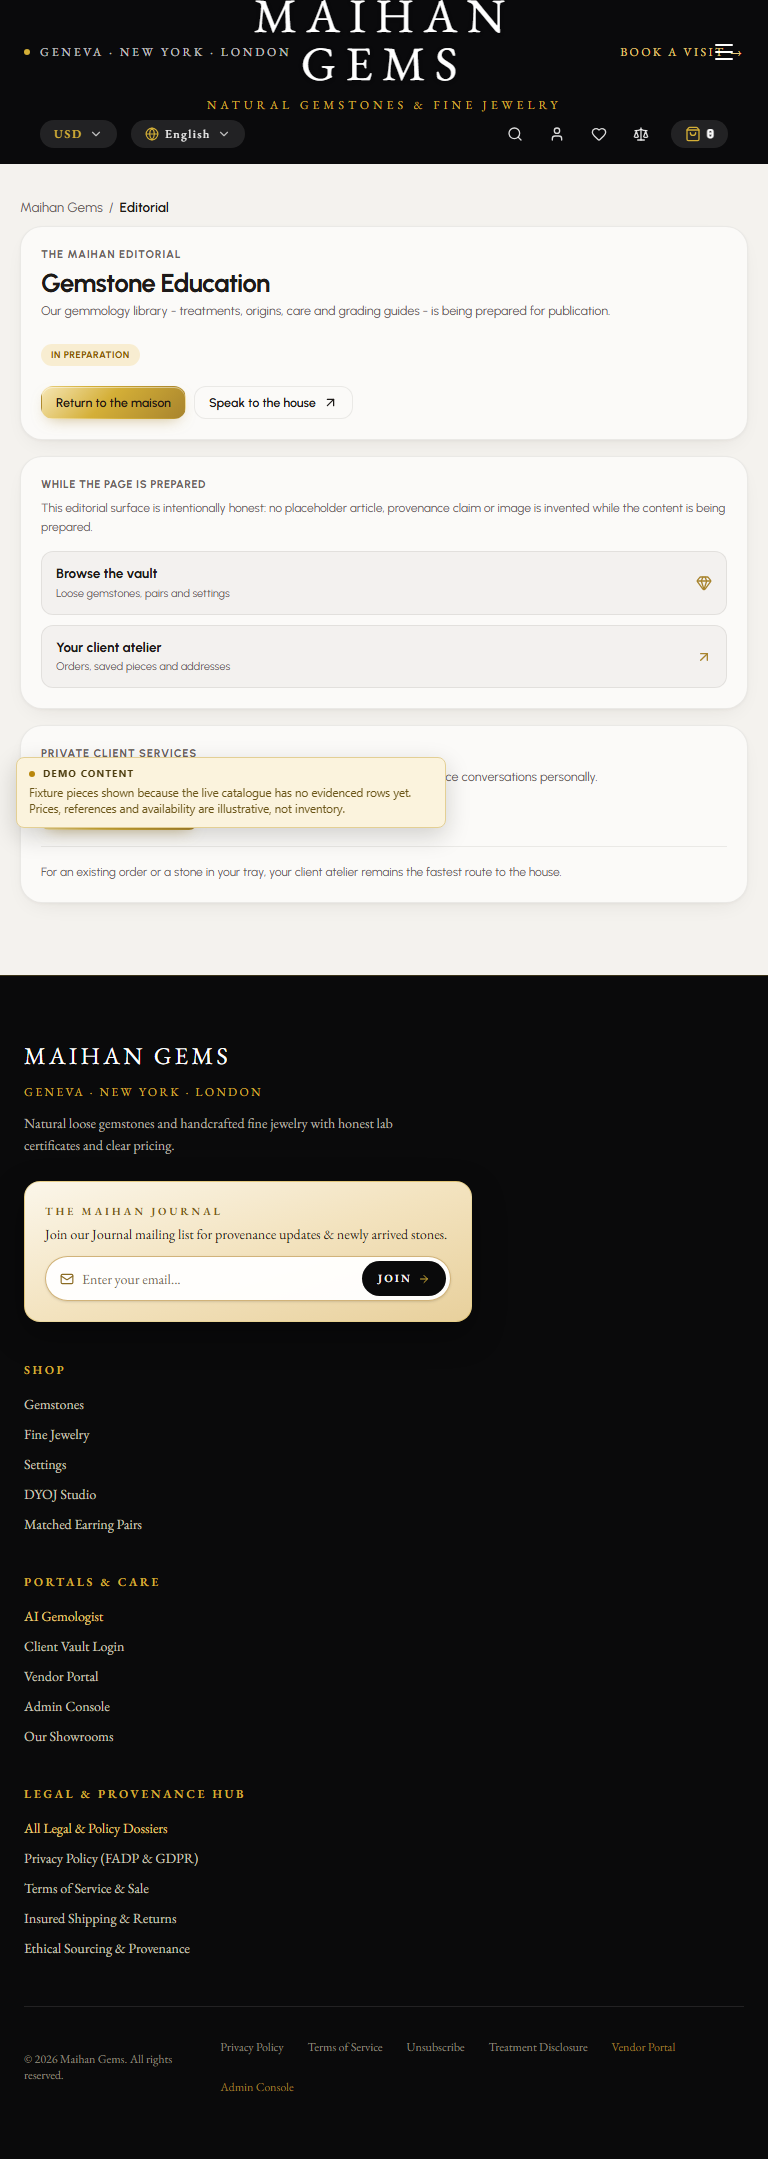 MAIHAN
GEMS
GENEVA · NEW YORK · LONDON
BOOK A VISIT →
NATURAL GEMSTONES & FINE JEWELRY
USD
English
0
Maihan Gems / Editorial
THE MAIHAN EDITORIAL
Gemstone Education
Our gemmology library - treatments, origins, care and grading guides - is being prepared for publication.
IN PREPARATION
Return to the maison
Speak to the house
WHILE THE PAGE IS PREPARED
This editorial surface is intentionally honest: no placeholder article, provenance claim or image is invented while the content is being
prepared.
Browse the vault
Loose gemstones, pairs and settings
Your client atelier
Orders, saved pieces and addresses
PRIVATE CLIENT SERVICES
conversations personally.
DEMO CONTENT
Fixture pieces shown because the live catalogue has no evidenced rows yet.
Prices, references and availability are illustrative, not inventory.
For an existing order or a stone in your tray, your client atelier remains the fastest route to the house.
MAIHAN GEMS
GENEVA · NEW YORK · LONDON
Natural loose gemstones and handcrafted fine jewelry with honest lab
certificates and clear pricing.
THE MAIHAN JOURNAL
Join our Journal mailing list for provenance updates & newly arrived stones.
Enter your email...
JOIN →
SHOP
Gemstones
Fine Jewelry
Settings
DYOJ Studio
Matched Earring Pairs
PORTALS & CARE
AI Gemologist
Client Vault Login
Vendor Portal
Admin Console
Our Showrooms
LEGAL & PROVENANCE HUB
All Legal & Policy Dossiers
Privacy Policy (FADP & GDPR)
Terms of Service & Sale
Insured Shipping & Returns
Ethical Sourcing & Provenance
© 2026 Maihan Gems. All rights
reserved.
Privacy Policy
Terms of Service
Unsubscribe
Treatment Disclosure
Vendor Portal
Admin Console